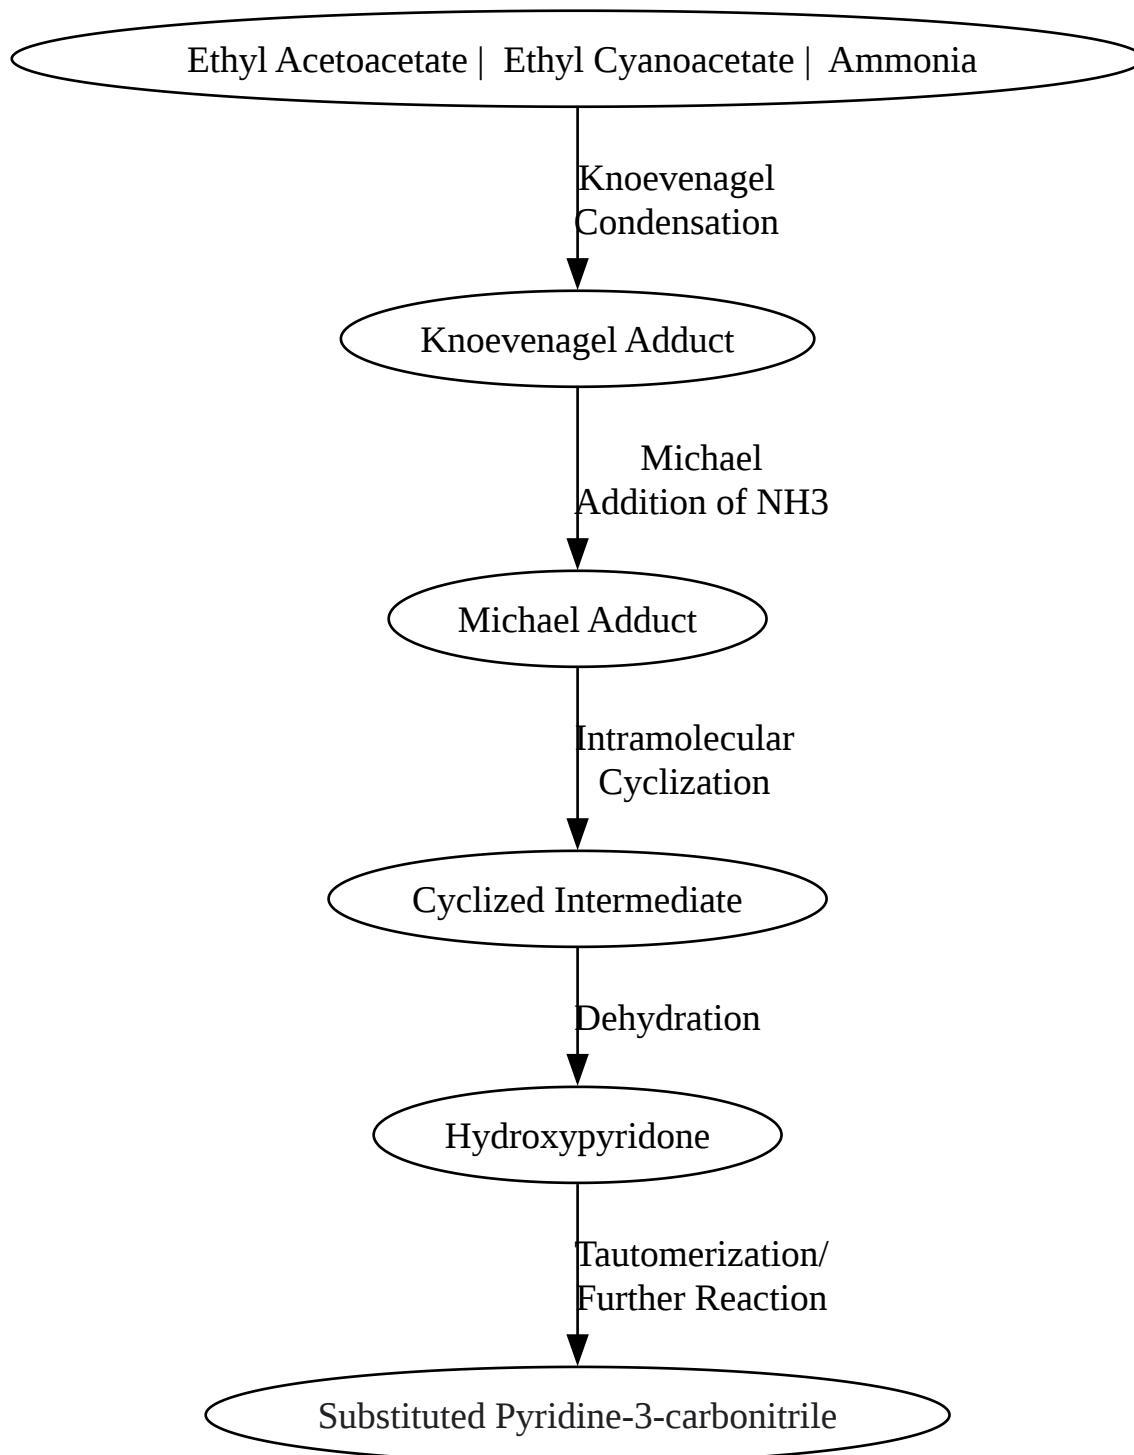 Ethyl Acetoacetate | Ethyl Cyanoacetate | Ammonia
Knoevenagel
Condensation
Knoevenagel Adduct
Michael
Addition of NH3
Michael Adduct
Intramolecular
Cyclization
Cyclized Intermediate
Dehydration
Hydroxypyridone
Tautomerization/
Further Reaction
Substituted Pyridine-3-carbonitrile